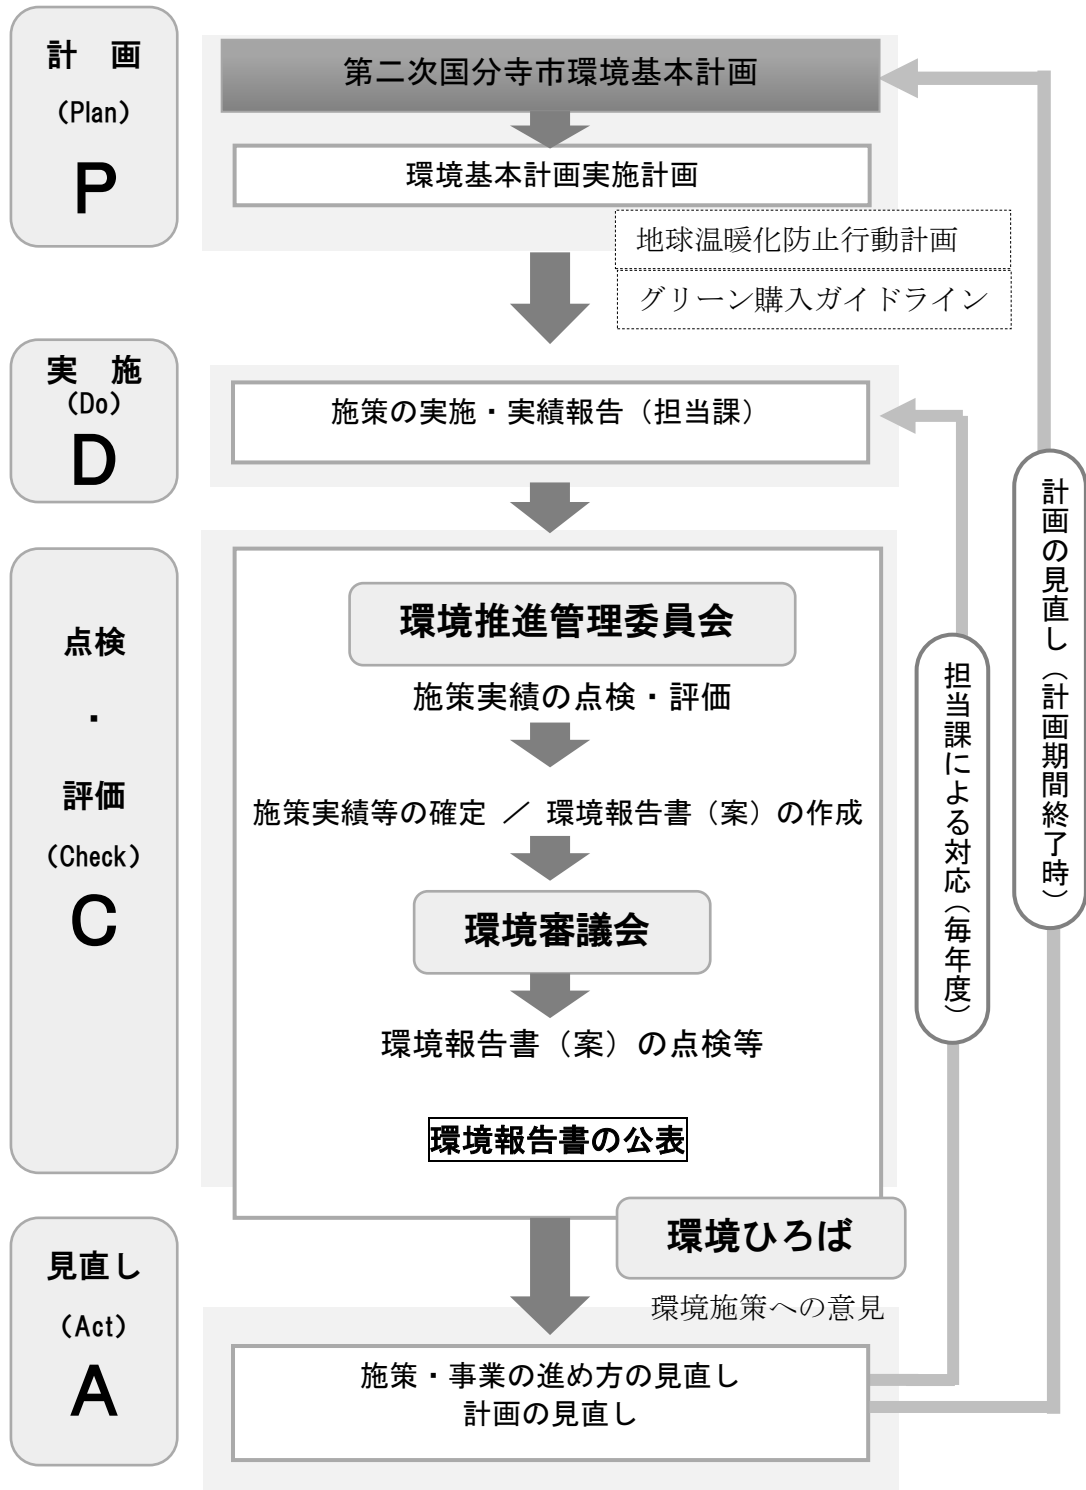 計　画
（Plan）
P
第二次国分寺市環境基本計画
環境基本計画実施計画
地球温暖化防止行動計画
グリーン購入ガイドライン
実　施
（Do）
D
施策の実施・実績報告（担当課）
点検
・
評価
（Check）
C
環境推進管理委員会
施策実績の点検・評価
施策実績等の確定　／　環境報告書（案）の作成
環境審議会
環境報告書（案）の点検等
環境報告書の公表
見直し
（Act）
A
環境ひろば
環境施策への意見
施策・事業の進め方の見直し
計画の見直し
担当課による対応（毎年度）
計画の見直し（計画期間終了時）